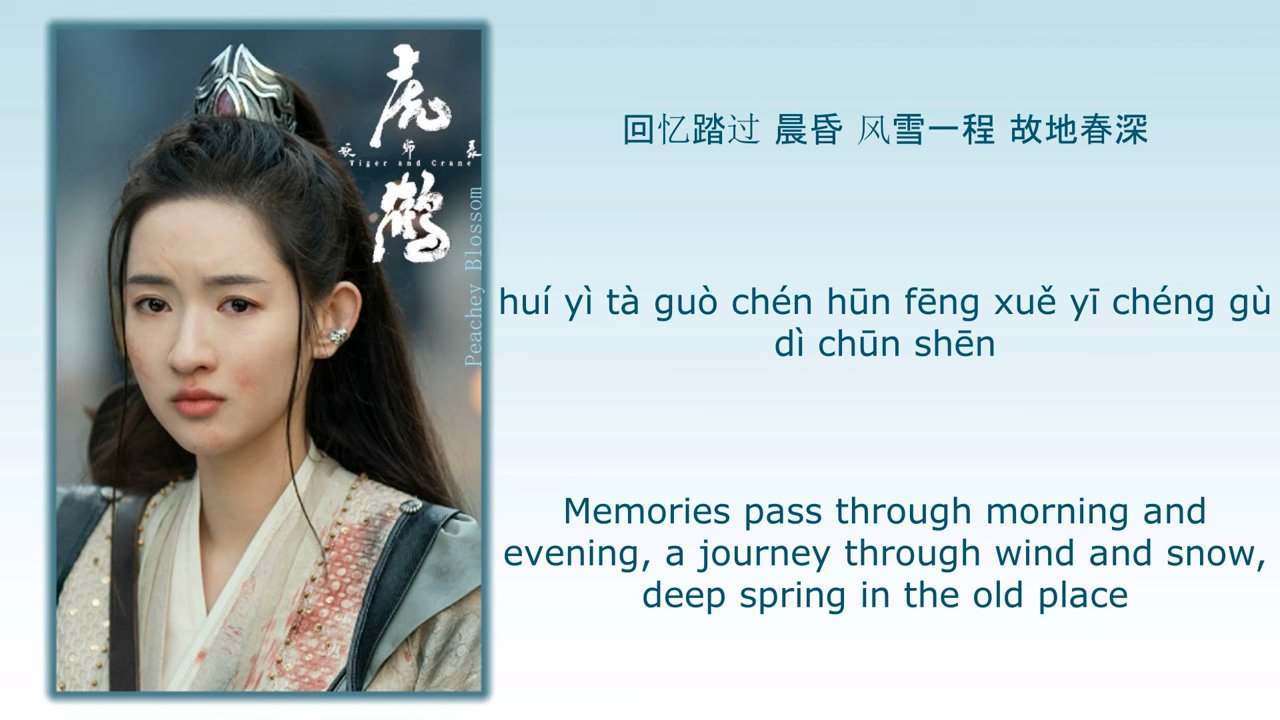 虎
妖 师 录
Tiger and Crane
鹤
Peachey Blossom
回忆踏过 晨昏 风雪一程 故地春深
huí yì tà guò chén hūn fēng xuě yī chéng gù
dì chūn shēn
Memories pass through morning and
evening, a journey through wind and snow,
deep spring in the old place